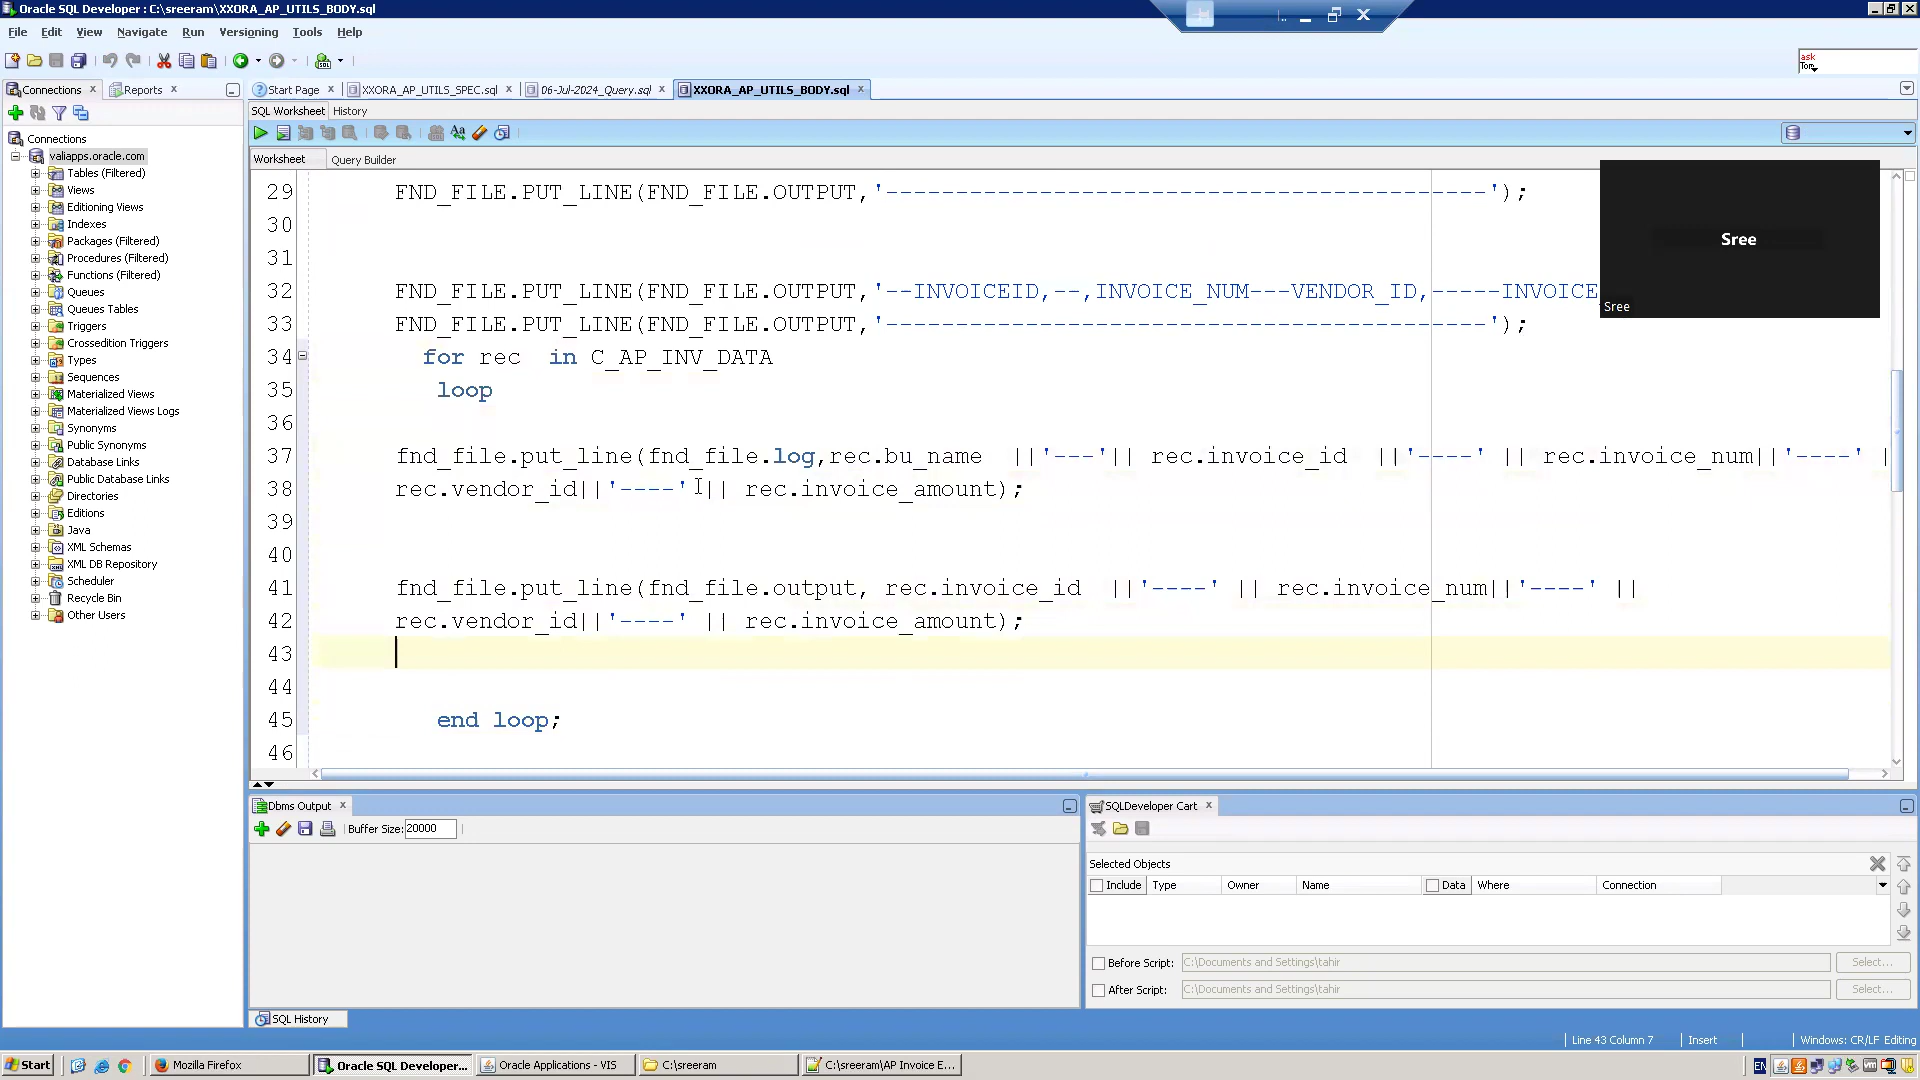 Oracle SQL Developer : C:\sreeram\XXORA_AP_UTILS_BODY.sql
File Edit View Navigate Run Versioning Tools Help
ask
Tom
Connections
Reports
Start Page
XXORA_AP_UTILS_SPEC.sql
06-Jul-2024_Query.sql
XXORA_AP_UTILS_BODY.sql
SQL Worksheet History
Worksheet Query Builder
Connections
valiapps.oracle.com
Tables (Filtered)
Views
Editioning Views
Indexes
Packages (Filtered)
Procedures (Filtered)
Functions (Filtered)
Queues
Queues Tables
Triggers
Crossedition Triggers
Types
Sequences
Materialized Views
Materialized Views Logs
Synonyms
Public Synonyms
Database Links
Public Database Links
Directories
Editions
Java
XML Schemas
XML DB Repository
Scheduler
Recycle Bin
Other Users
29 FND_FILE.PUT_LINE(FND_FILE.OUTPUT,'-------------------------------------------');
30
31
32 FND_FILE.PUT_LINE(FND_FILE.OUTPUT,'--INVOICEID,--,INVOICE_NUM---VENDOR_ID,-----INVOICE
33 FND_FILE.PUT_LINE(FND_FILE.OUTPUT,'-------------------------------------------');
34 for rec in C_AP_INV_DATA
35 loop
36
37 fnd_file.put_line(fnd_file.log,rec.bu_name ||'---'|| rec.invoice_id ||'----' || rec.invoice_num||'----' |
38 rec.vendor_id||'----' || rec.invoice_amount);
39
40
41 fnd_file.put_line(fnd_file.output, rec.invoice_id ||'----' || rec.invoice_num||'----' ||
42 rec.vendor_id||'----' || rec.invoice_amount);
43
44
45 end loop;
46
Sree
Sree
Dbms Output
Buffer Size: 20000
SQLDeveloper Cart
Selected Objects
Include Type Owner Name Data Where Connection
Before Script: C:\Documents and Settings\tahir Select...
After Script: C:\Documents and Settings\tahir Select...
SQL History
Line 43 Column 7 Insert Windows: CR/LF Editing
Start
Mozilla Firefox
Oracle SQL Developer...
Oracle Applications - VIS
C:\sreeram
C:\sreeram\AP Invoice E...
EN